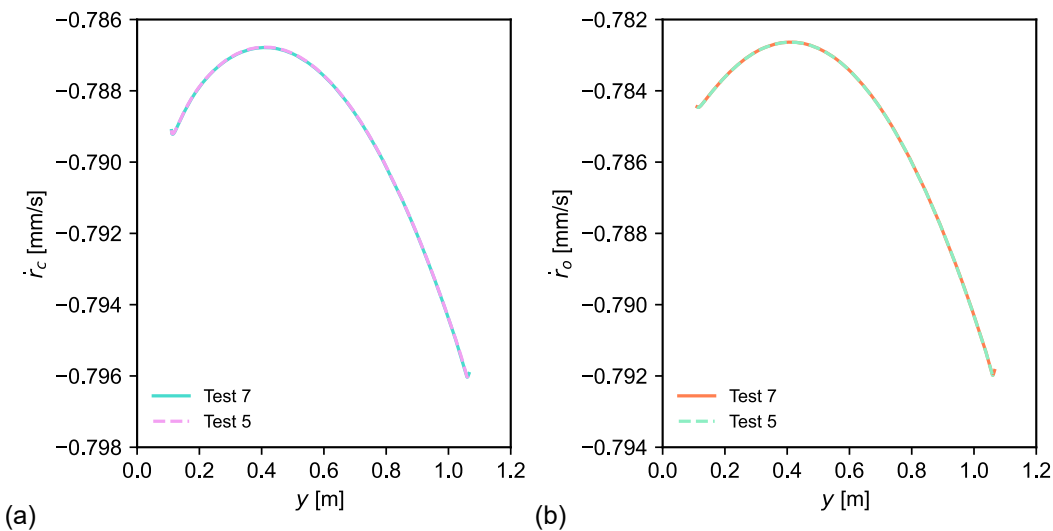 −0.786
−0.788
−0.790
−0.792
−0.794
−0.796
−0.798
ṙc [mm/s]
0.0 0.2 0.4 0.6 0.8 1.0 1.2
y [m]
Test 7
Test 5
(a)
−0.782
−0.784
−0.786
−0.788
−0.790
−0.792
−0.794
ṙo [mm/s]
0.0 0.2 0.4 0.6 0.8 1.0 1.2
y [m]
Test 7
Test 5
(b)